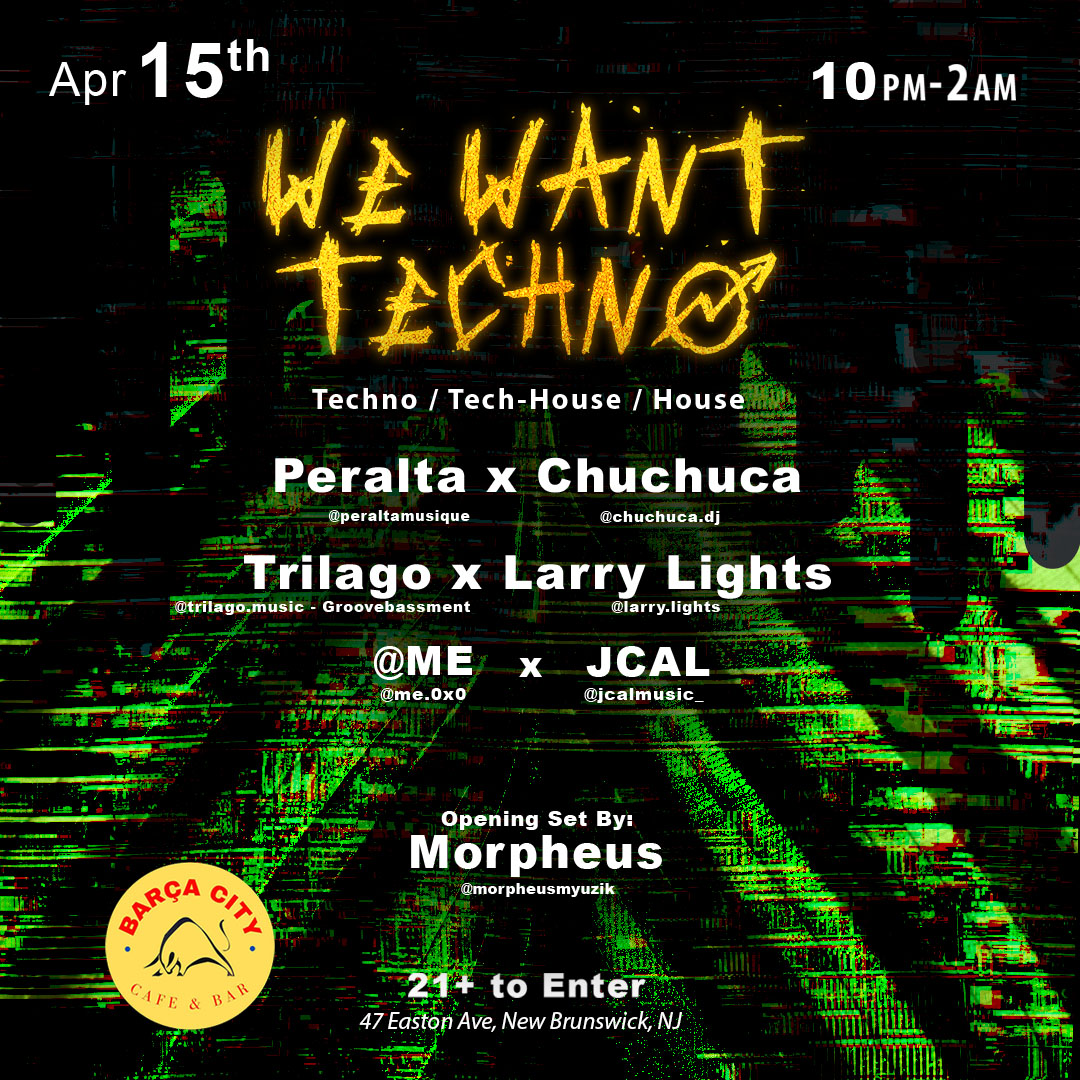 Apr 15th
10PM-2AM
WE WANT
TECHNO
Techno / Tech-House / House
Peralta x Chuchuca
@peraltamusique @chuchuca.dj
Trilago x Larry Lights
@trilago.music - Groovebassment @larry.lights
@ME x JCAL
@me.0x0 @jcalmusic_
Opening Set By:
Morpheus
@morpheusmyuzik
BARÇA CITY
CAFE & BAR
21+ to Enter
47 Easton Ave, New Brunswick, NJ